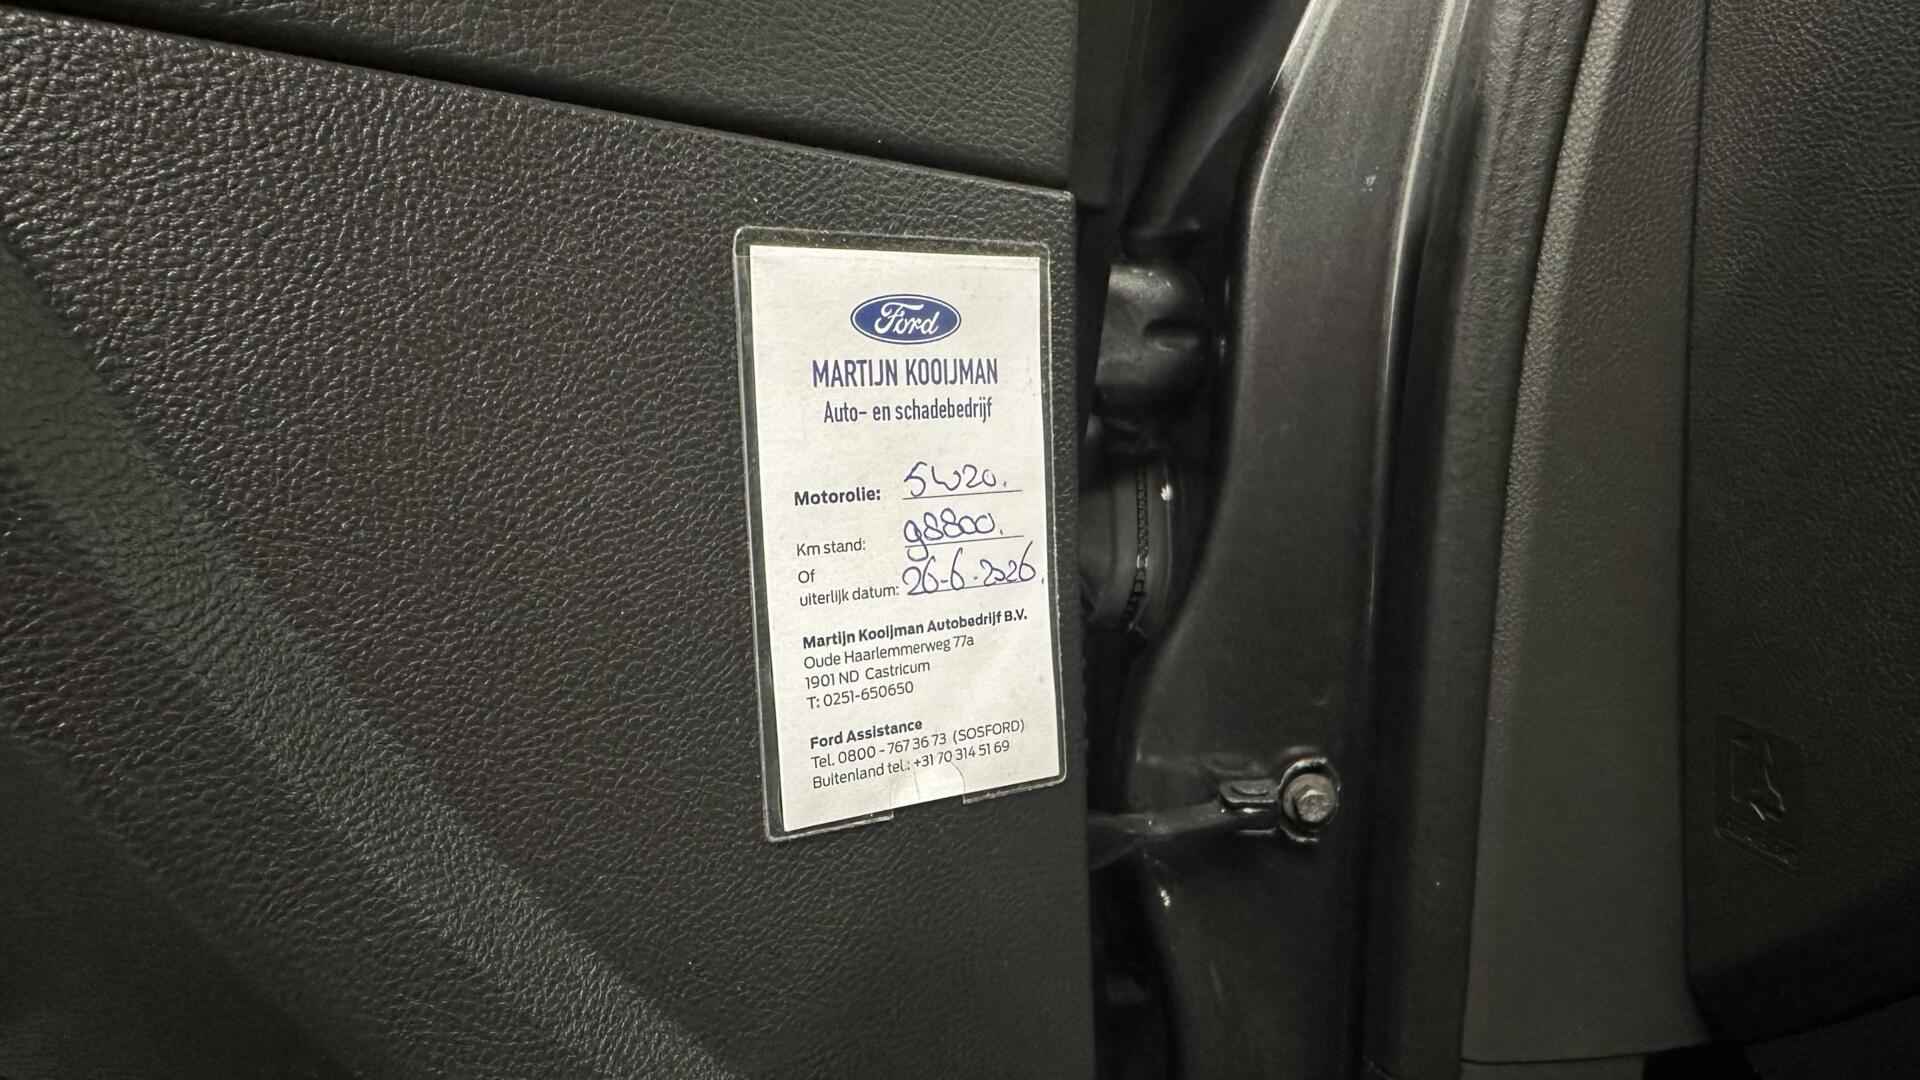 Ford
MARTIJN KOOIJMAN
Auto- en schadebedrijf
Motorolie: 5W20.
Km stand: 98800.
Of
uiterlijk datum: 26-6-2026.
Martijn Kooijman Autobedrijf B.V.
Oude Haarlemmerweg 77a
1901 ND Castricum
T: 0251-650650
Ford Assistance
Tel. 0800 - 767 36 73 (SOSFORD)
Buitenland tel.: +31 70 314 51 69